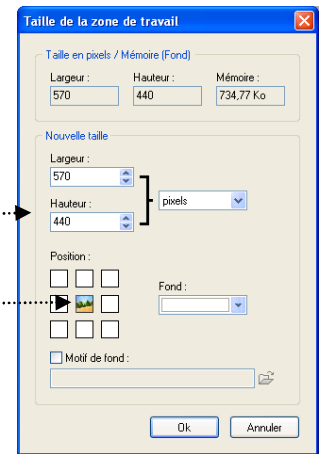 Taille de la zone de travail
Taille en pixels / Mémoire (Fond)
Largeur : Hauteur : Mémoire :
570 440 734,77 Ko
Nouvelle taille
Largeur :
570
pixels
Hauteur :
440
Position :
Fond :
Motif de fond :
Ok Annuler